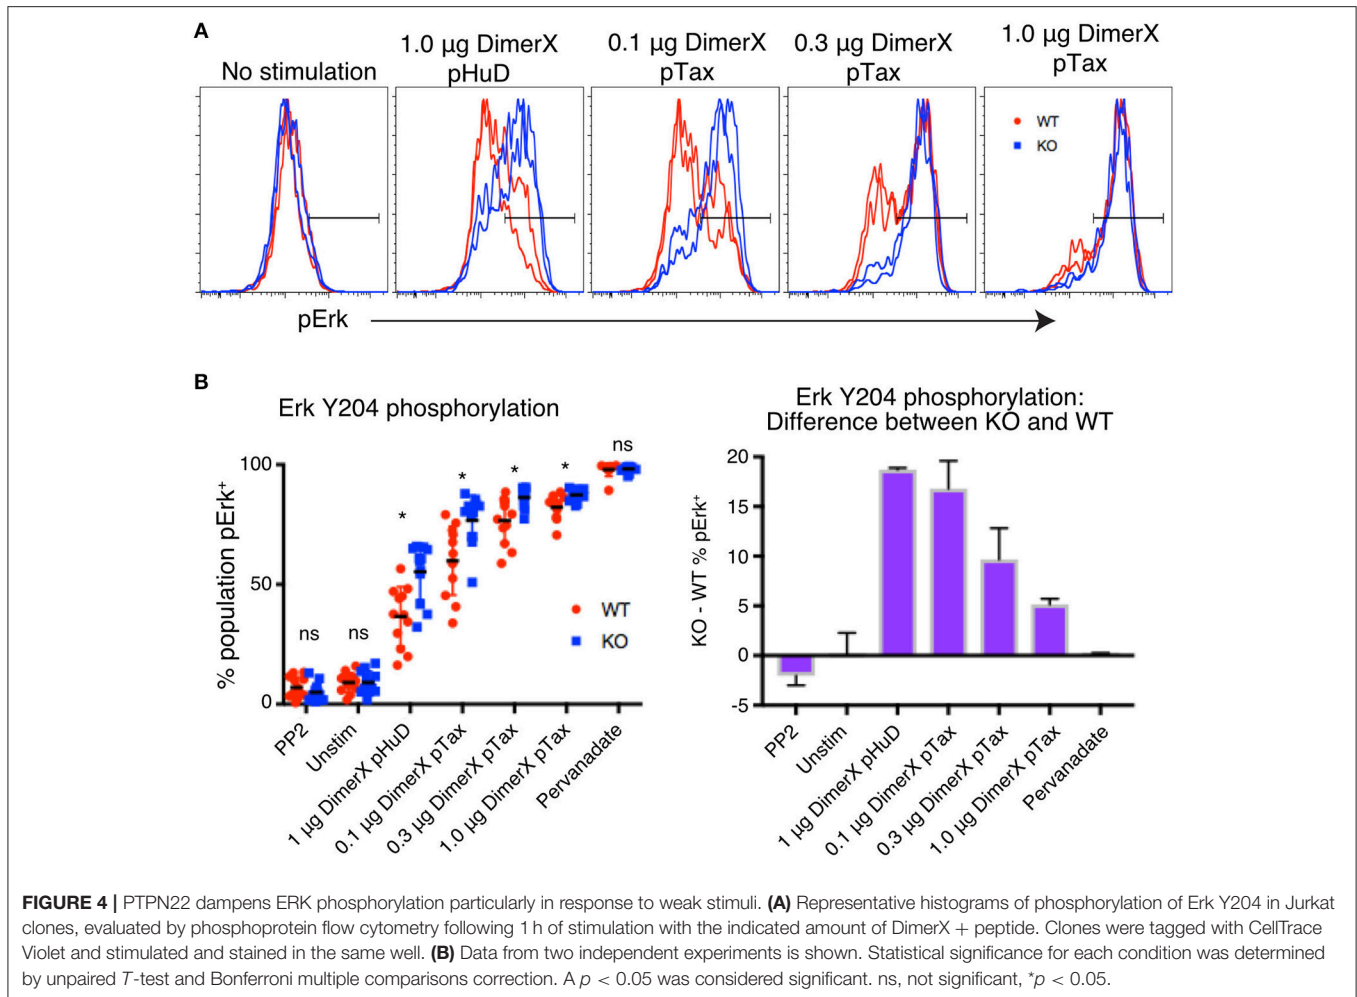 A
No stimulation
1.0 µg DimerX
pHuD
0.1 µg DimerX
pTax
0.3 µg DimerX
pTax
1.0 µg DimerX
pTax
WT
KO
pErk
B
Erk Y204 phosphorylation
% population pErk+
100
50
0
ns
ns
*
*
*
*
ns
WT
KO
PP2
Unstim
1 µg DimerX pHuD
0.1 µg DimerX pTax
0.3 µg DimerX pTax
1.0 µg DimerX pTax
Pervanadate
Erk Y204 phosphorylation:
Difference between KO and WT
KO - WT % pErk+
20
15
10
5
0
-5
PP2
Unstim
1 µg DimerX pHuD
0.1 µg DimerX pTax
0.3 µg DimerX pTax
1.0 µg DimerX pTax
Pervanadate
FIGURE 4 | PTPN22 dampens ERK phosphorylation particularly in response to weak stimuli. (A) Representative histograms of phosphorylation of Erk Y204 in Jurkat
clones, evaluated by phosphoprotein flow cytometry following 1 h of stimulation with the indicated amount of DimerX + peptide. Clones were tagged with CellTrace
Violet and stimulated and stained in the same well. (B) Data from two independent experiments is shown. Statistical significance for each condition was determined
by unpaired T-test and Bonferroni multiple comparisons correction. A p < 0.05 was considered significant. ns, not significant, *p < 0.05.